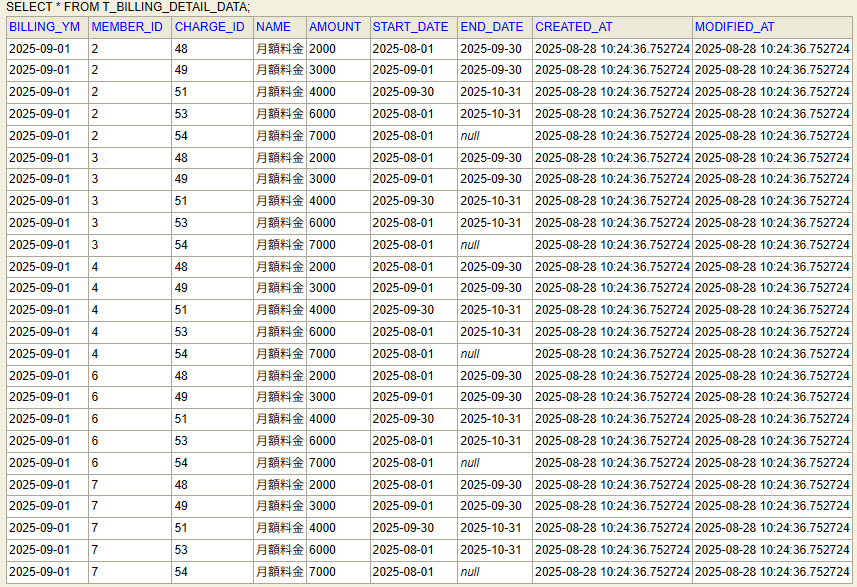 SELECT * FROM T_BILLING_DETAIL_DATA;
BILLING_YM MEMBER_ID CHARGE_ID NAME AMOUNT START_DATE END_DATE CREATED_AT MODIFIED_AT
2025-09-01 2 48 月額料金 2000 2025-08-01 2025-09-30 2025-08-28 10:24:36.752724 2025-08-28 10:24:36.752724
2025-09-01 2 49 月額料金 3000 2025-09-01 2025-09-30 2025-08-28 10:24:36.752724 2025-08-28 10:24:36.752724
2025-09-01 2 51 月額料金 4000 2025-09-30 2025-10-31 2025-08-28 10:24:36.752724 2025-08-28 10:24:36.752724
2025-09-01 2 53 月額料金 6000 2025-08-01 2025-10-31 2025-08-28 10:24:36.752724 2025-08-28 10:24:36.752724
2025-09-01 2 54 月額料金 7000 2025-08-01 null 2025-08-28 10:24:36.752724 2025-08-28 10:24:36.752724
2025-09-01 3 48 月額料金 2000 2025-08-01 2025-09-30 2025-08-28 10:24:36.752724 2025-08-28 10:24:36.752724
2025-09-01 3 49 月額料金 3000 2025-09-01 2025-09-30 2025-08-28 10:24:36.752724 2025-08-28 10:24:36.752724
2025-09-01 3 51 月額料金 4000 2025-09-30 2025-10-31 2025-08-28 10:24:36.752724 2025-08-28 10:24:36.752724
2025-09-01 3 53 月額料金 6000 2025-08-01 2025-10-31 2025-08-28 10:24:36.752724 2025-08-28 10:24:36.752724
2025-09-01 3 54 月額料金 7000 2025-08-01 null 2025-08-28 10:24:36.752724 2025-08-28 10:24:36.752724
2025-09-01 4 48 月額料金 2000 2025-08-01 2025-09-30 2025-08-28 10:24:36.752724 2025-08-28 10:24:36.752724
2025-09-01 4 49 月額料金 3000 2025-09-01 2025-09-30 2025-08-28 10:24:36.752724 2025-08-28 10:24:36.752724
2025-09-01 4 51 月額料金 4000 2025-09-30 2025-10-31 2025-08-28 10:24:36.752724 2025-08-28 10:24:36.752724
2025-09-01 4 53 月額料金 6000 2025-08-01 2025-10-31 2025-08-28 10:24:36.752724 2025-08-28 10:24:36.752724
2025-09-01 4 54 月額料金 7000 2025-08-01 null 2025-08-28 10:24:36.752724 2025-08-28 10:24:36.752724
2025-09-01 6 48 月額料金 2000 2025-08-01 2025-09-30 2025-08-28 10:24:36.752724 2025-08-28 10:24:36.752724
2025-09-01 6 49 月額料金 3000 2025-09-01 2025-09-30 2025-08-28 10:24:36.752724 2025-08-28 10:24:36.752724
2025-09-01 6 51 月額料金 4000 2025-09-30 2025-10-31 2025-08-28 10:24:36.752724 2025-08-28 10:24:36.752724
2025-09-01 6 53 月額料金 6000 2025-08-01 2025-10-31 2025-08-28 10:24:36.752724 2025-08-28 10:24:36.752724
2025-09-01 6 54 月額料金 7000 2025-08-01 null 2025-08-28 10:24:36.752724 2025-08-28 10:24:36.752724
2025-09-01 7 48 月額料金 2000 2025-08-01 2025-09-30 2025-08-28 10:24:36.752724 2025-08-28 10:24:36.752724
2025-09-01 7 49 月額料金 3000 2025-09-01 2025-09-30 2025-08-28 10:24:36.752724 2025-08-28 10:24:36.752724
2025-09-01 7 51 月額料金 4000 2025-09-30 2025-10-31 2025-08-28 10:24:36.752724 2025-08-28 10:24:36.752724
2025-09-01 7 53 月額料金 6000 2025-08-01 2025-10-31 2025-08-28 10:24:36.752724 2025-08-28 10:24:36.752724
2025-09-01 7 54 月額料金 7000 2025-08-01 null 2025-08-28 10:24:36.752724 2025-08-28 10:24:36.752724